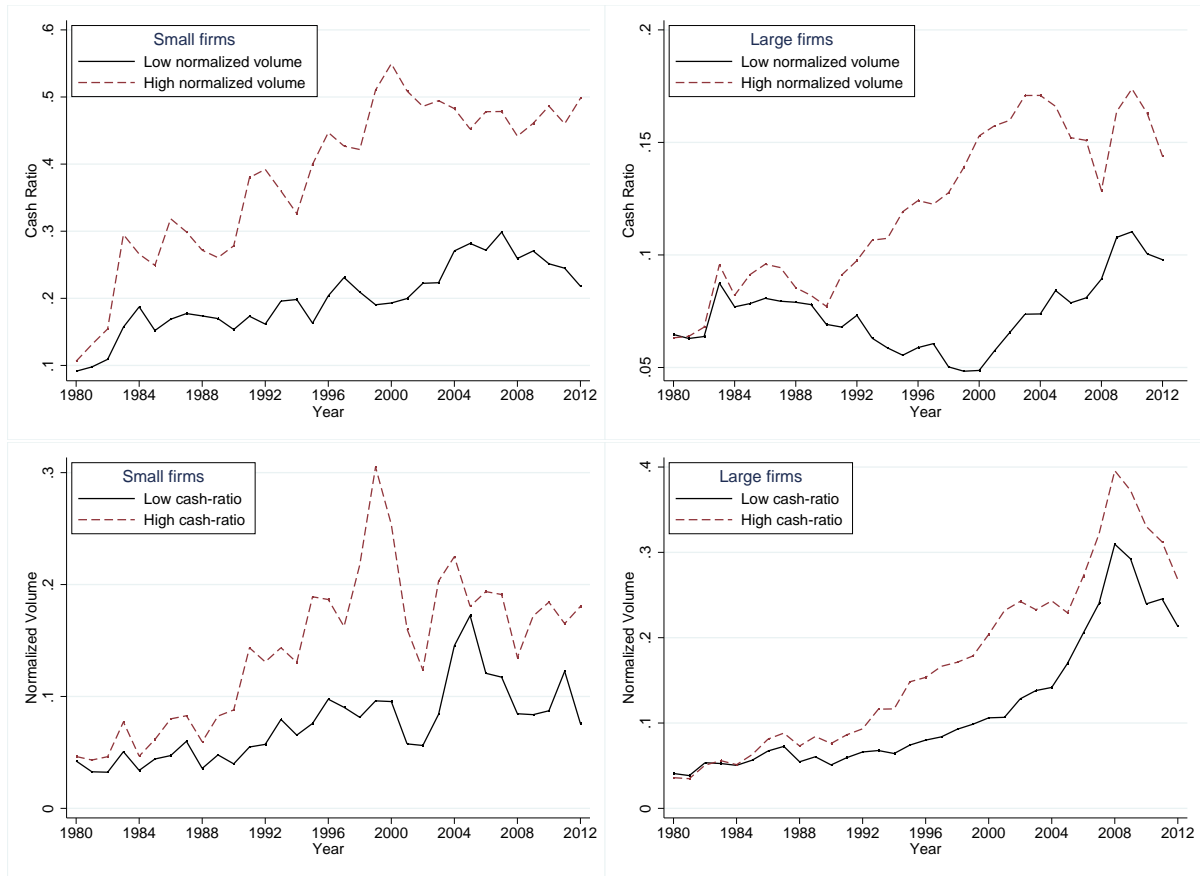 Small firms
Low normalized volume
High normalized volume
Cash Ratio
.6
.5
.4
.3
.2
.1
1980 1984 1988 1992 1996 2000 2004 2008 2012
Year
Large firms
Low normalized volume
High normalized volume
Cash Ratio
.2
.15
.1
.05
1980 1984 1988 1992 1996 2000 2004 2008 2012
Year
Small firms
Low cash-ratio
High cash-ratio
Normalized Volume
.3
.2
.1
0
1980 1984 1988 1992 1996 2000 2004 2008 2012
Year
Large firms
Low cash-ratio
High cash-ratio
Normalized Volume
.4
.3
.2
.1
0
1980 1984 1988 1992 1996 2000 2004 2008 2012
Year